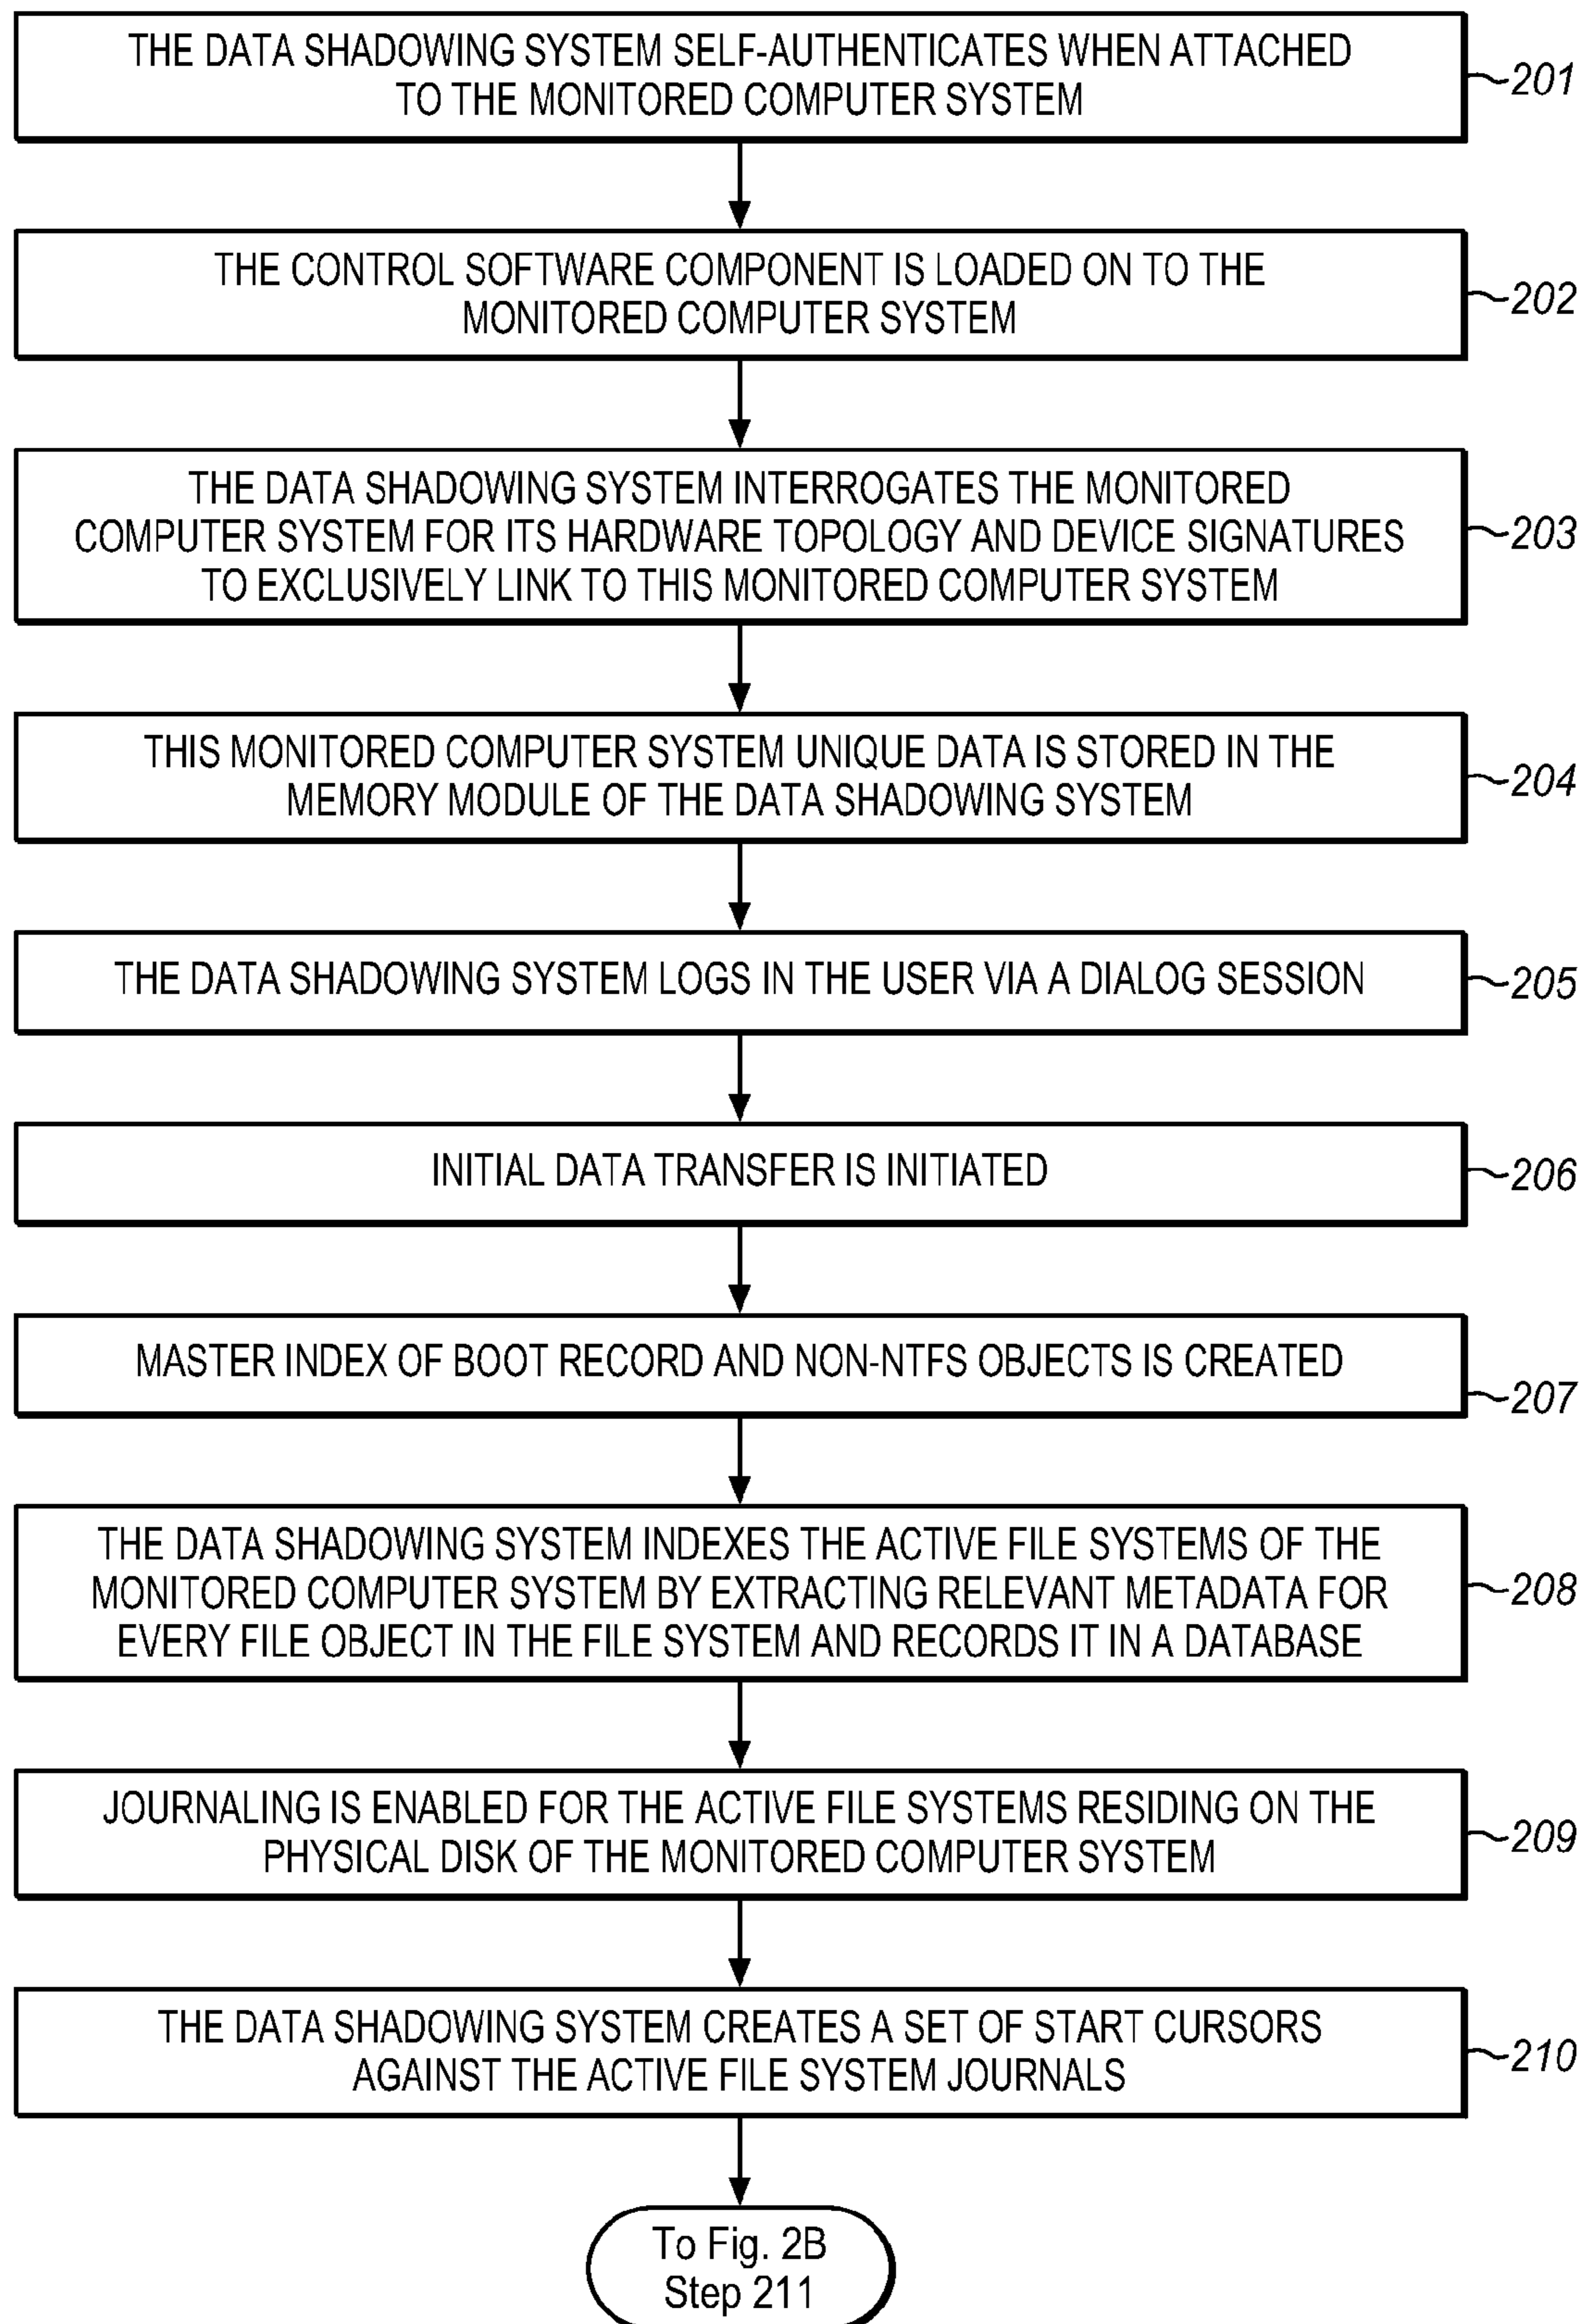 THE DATA SHADOWING SYSTEM SELF-AUTHENTICATES WHEN ATTACHED
TO THE MONITORED COMPUTER SYSTEM
201
THE CONTROL SOFTWARE COMPONENT IS LOADED ON TO THE
MONITORED COMPUTER SYSTEM
202
THE DATA SHADOWING SYSTEM INTERROGATES THE MONITORED
COMPUTER SYSTEM FOR ITS HARDWARE TOPOLOGY AND DEVICE SIGNATURES
TO EXCLUSIVELY LINK TO THIS MONITORED COMPUTER SYSTEM
203
THIS MONITORED COMPUTER SYSTEM UNIQUE DATA IS STORED IN THE
MEMORY MODULE OF THE DATA SHADOWING SYSTEM
204
THE DATA SHADOWING SYSTEM LOGS IN THE USER VIA A DIALOG SESSION
205
INITIAL DATA TRANSFER IS INITIATED
206
MASTER INDEX OF BOOT RECORD AND NON-NTFS OBJECTS IS CREATED
207
THE DATA SHADOWING SYSTEM INDEXES THE ACTIVE FILE SYSTEMS OF THE
MONITORED COMPUTER SYSTEM BY EXTRACTING RELEVANT METADATA FOR
EVERY FILE OBJECT IN THE FILE SYSTEM AND RECORDS IT IN A DATABASE
208
JOURNALING IS ENABLED FOR THE ACTIVE FILE SYSTEMS RESIDING ON THE
PHYSICAL DISK OF THE MONITORED COMPUTER SYSTEM
209
THE DATA SHADOWING SYSTEM CREATES A SET OF START CURSORS
AGAINST THE ACTIVE FILE SYSTEM JOURNALS
210
To Fig. 2B
Step 211